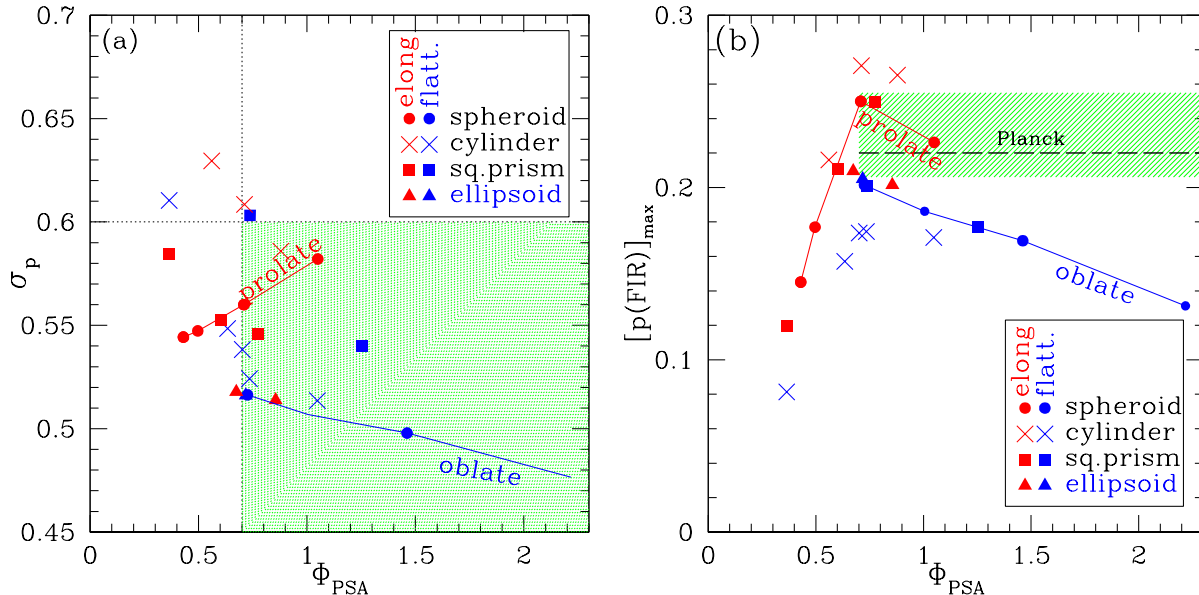 (a)
0.7
0.65
0.6
0.55
0.5
0.45
σp
0
0.5
1
1.5
2
ΦPSA
elong
flatt.
spheroid
cylinder
sq.prism
ellipsoid
prolate
oblate
(b)
0.3
0.2
0.1
0
[p(FIR)]max
0
0.5
1
1.5
2
ΦPSA
prolate
Planck
oblate
elong
flatt.
spheroid
cylinder
sq.prism
ellipsoid